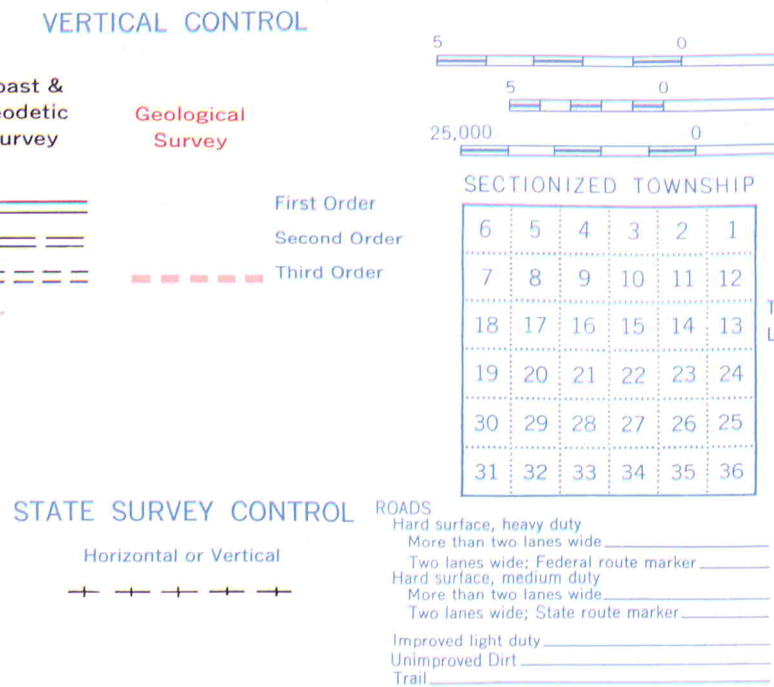 VERTICAL CONTROL
oast &
eodetic
urvey
Geological
Survey
First Order
Second Order
Third Order
5 0
5 0
25,000 0
SECTIONIZED TOWNSHIP
6 5 4 3 2 1
7 8 9 10 11 12
18 17 16 15 14 13
19 20 21 22 23 24
30 29 28 27 26 25
31 32 33 34 35 36
T
L
STATE SURVEY CONTROL
Horizontal or Vertical
ROADS
Hard surface, heavy duty
More than two lanes wide
Two lanes wide; Federal route marker
Hard surface, medium duty
More than two lanes wide
Two lanes wide; State route marker
Improved light duty
Unimproved Dirt
Trail